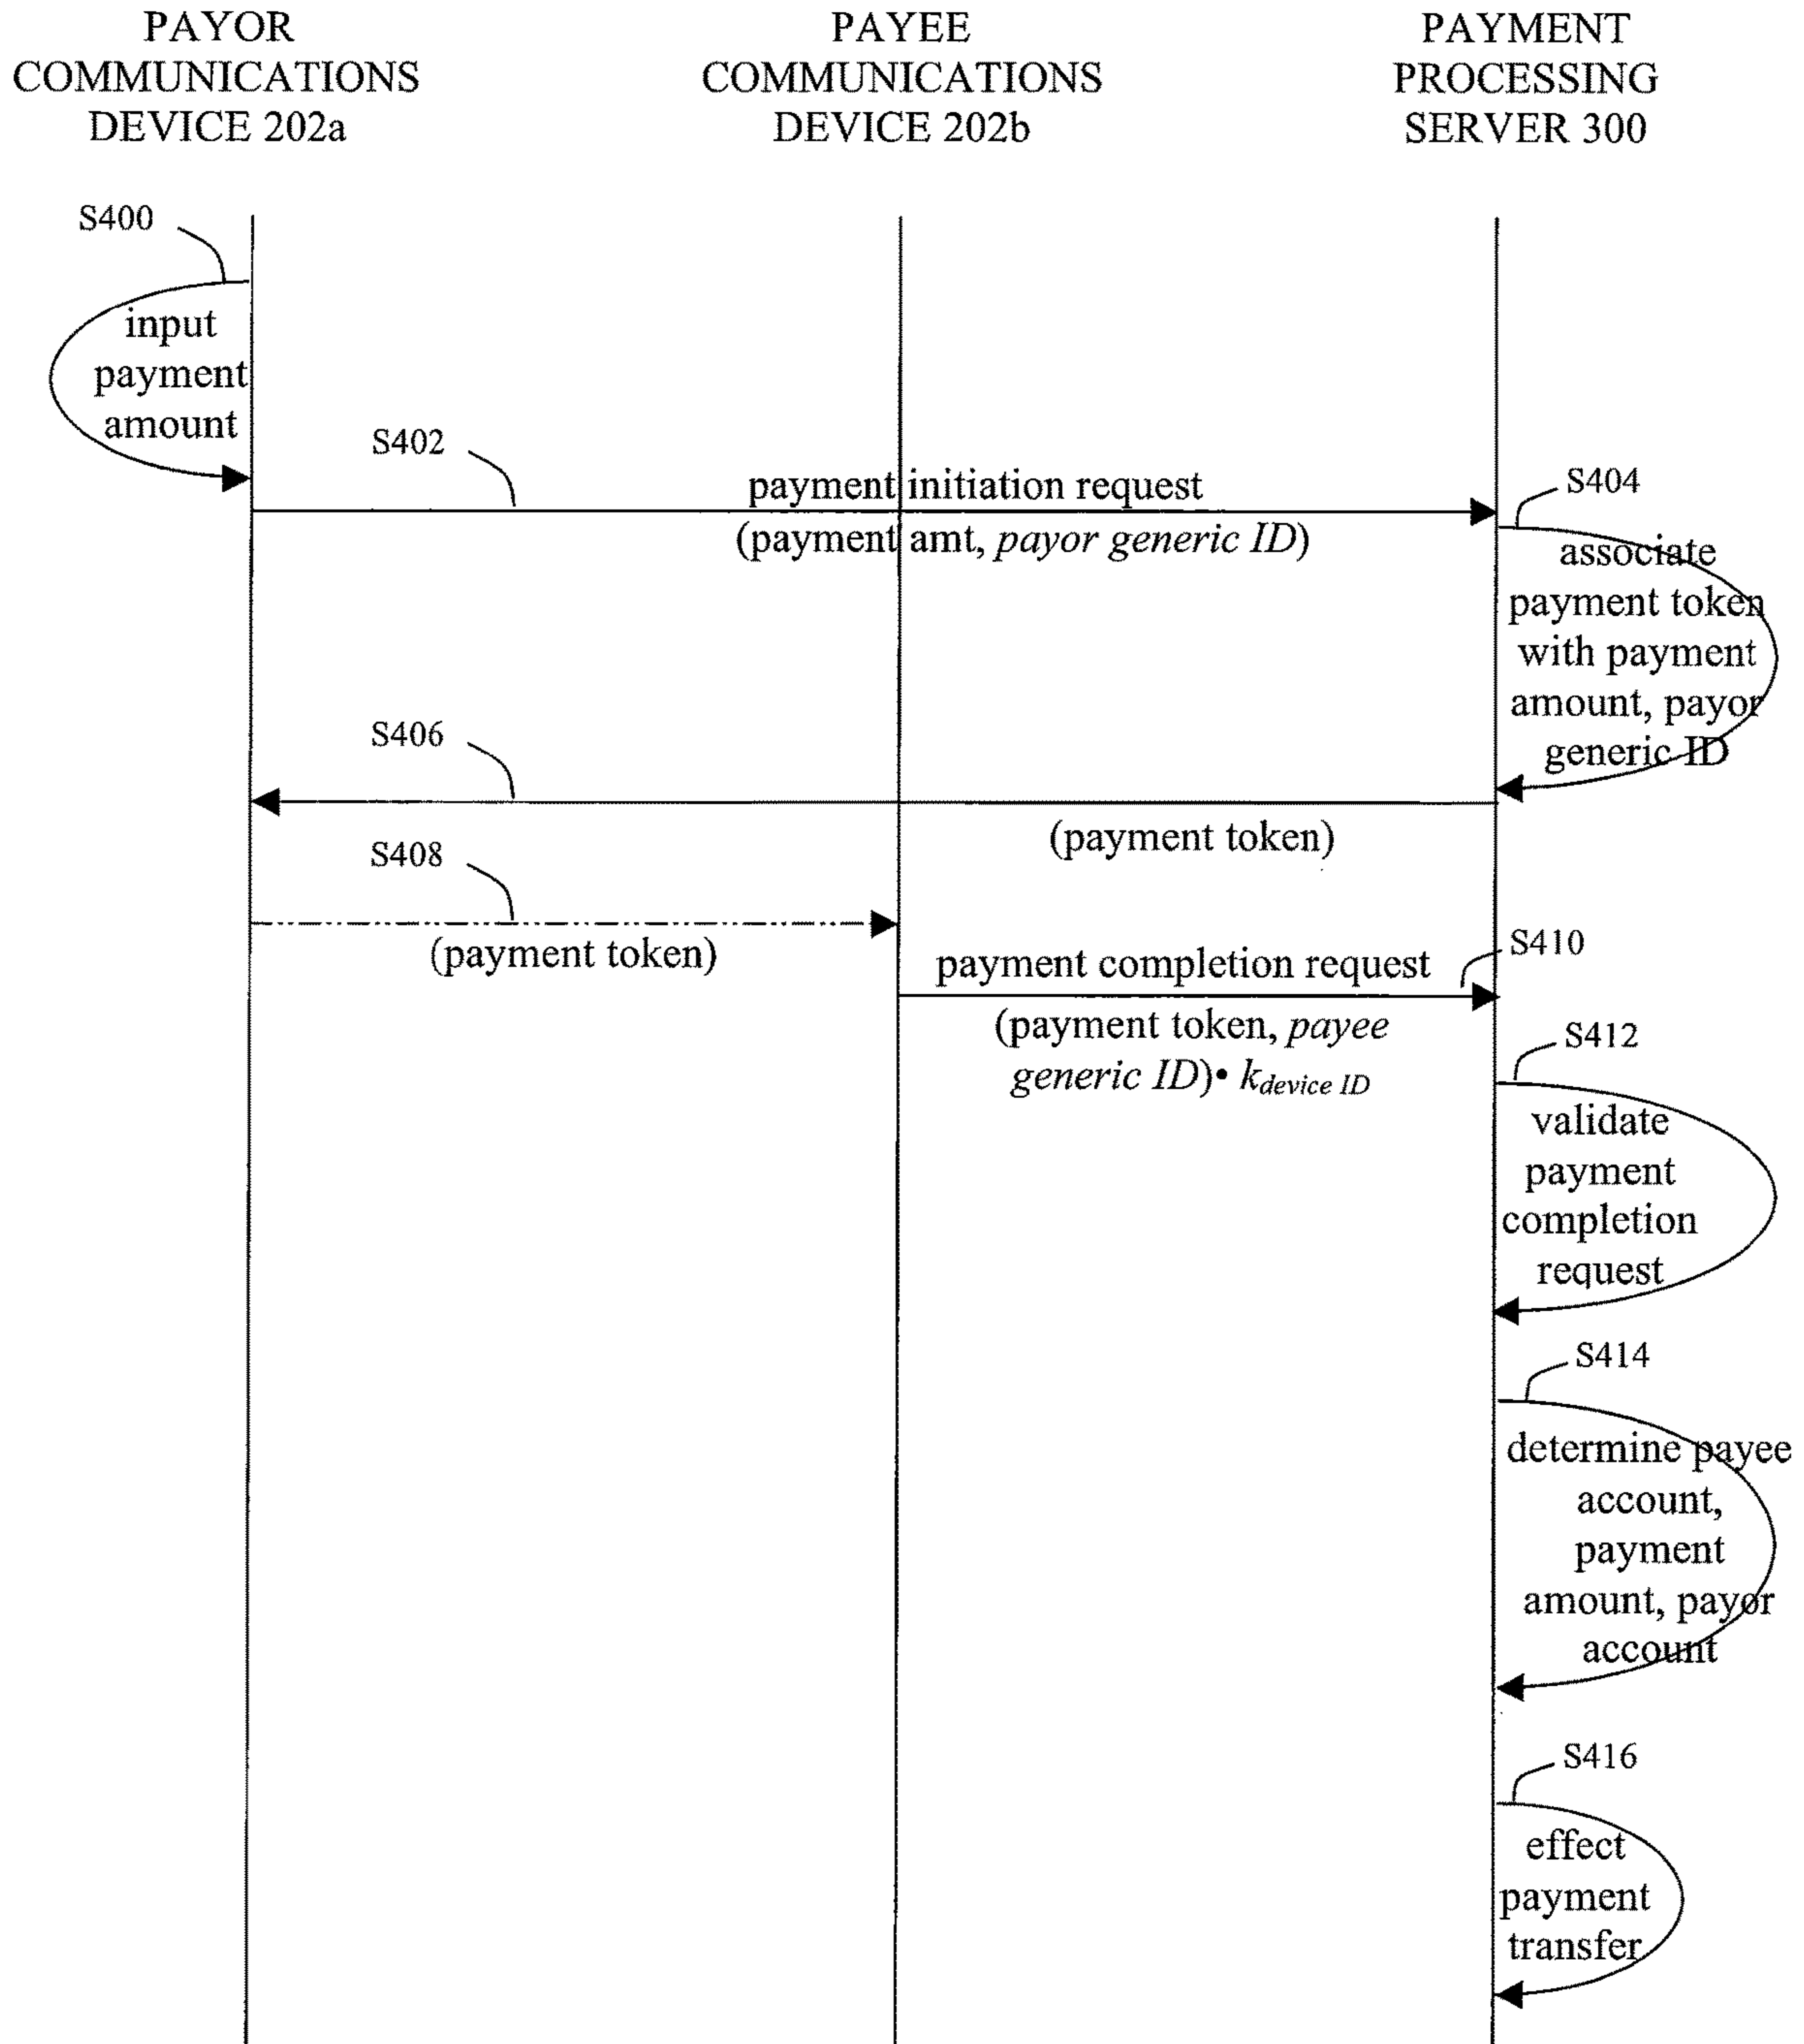 PAYOR
COMMUNICATIONS
DEVICE 202a
PAYEE
COMMUNICATIONS
DEVICE 202b
PAYMENT
PROCESSING
SERVER 300
S400
input
payment
amount
S402
payment initiation request
(payment amt, payor generic ID)
S404
associate
payment token
with payment
amount, payor
generic ID
S406
(payment token)
S408
(payment token)
payment completion request
S410
(payment token, payee
generic ID)• k_device ID
S412
validate
payment
completion
request
S414
determine payee
account,
payment
amount, payor
account
S416
effect
payment
transfer